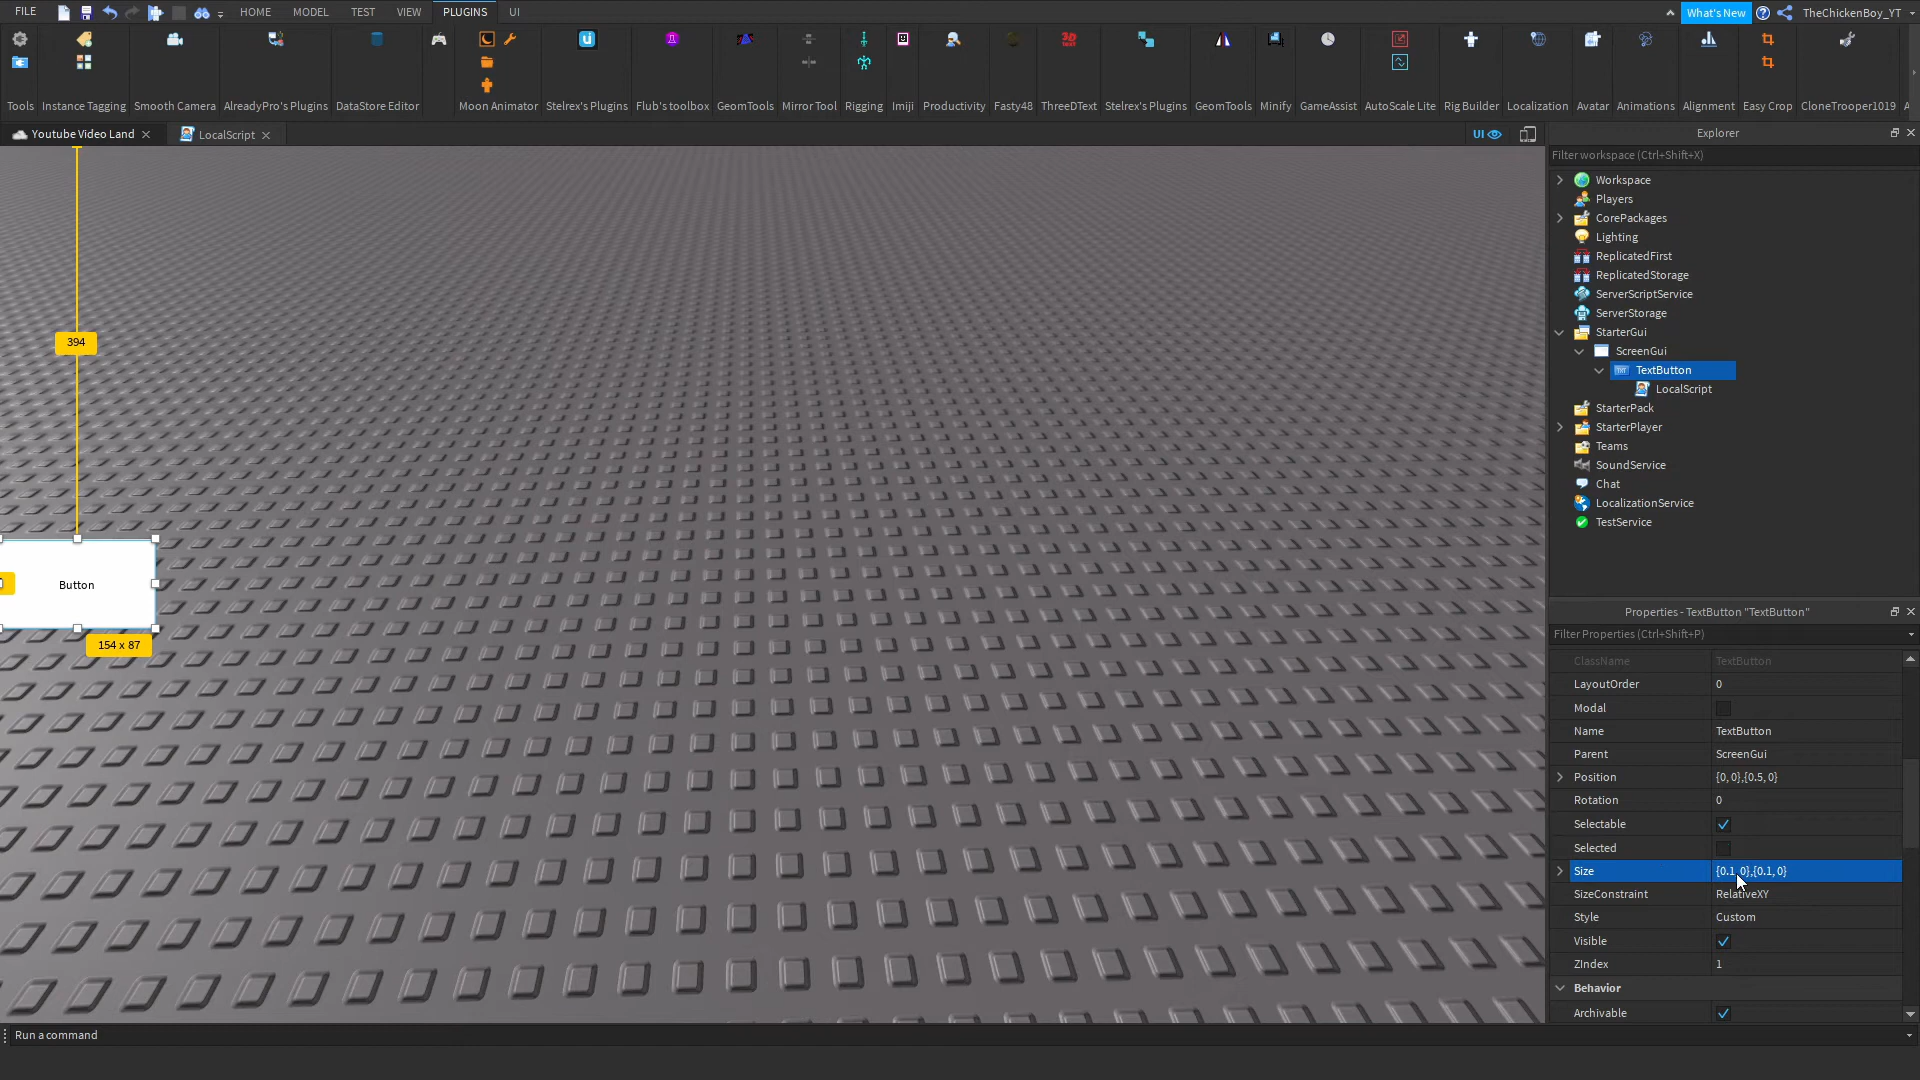 FILE HOME MODEL TEST VIEW PLUGINS UI What's New TheChickenBoy_YT
Tools Instance Tagging Smooth Camera AlreadyPro's Plugins DataStore Editor Moon Animator Stelrex's Plugins Flub's toolbox GeomTools Mirror Tool Rigging Imiji Productivity Fasty48 ThreeDText Stelrex's Plugins GeomTools Minify GameAssist AutoScale Lite Rig Builder Localization Avatar Animations Alignment Easy Crop CloneTrooper1019
Youtube Video Land LocalScript UI
394
Button
154 x 87
Explorer
Filter workspace (Ctrl+Shift+X)
Workspace
Players
CorePackages
Lighting
ReplicatedFirst
ReplicatedStorage
ServerScriptService
ServerStorage
StarterGui
ScreenGui
TextButton
LocalScript
StarterPack
StarterPlayer
Teams
SoundService
Chat
LocalizationService
TestService
Properties - TextButton "TextButton"
Filter Properties (Ctrl+Shift+P)
ClassName TextButton
LayoutOrder 0
Modal
Name TextButton
Parent ScreenGui
Position {0, 0},{0.5, 0}
Rotation 0
Selectable
Selected
Size {0.1, 0},{0.1, 0}
SizeConstraint RelativeXY
Style Custom
Visible
ZIndex 1
Behavior
Archivable
Run a command